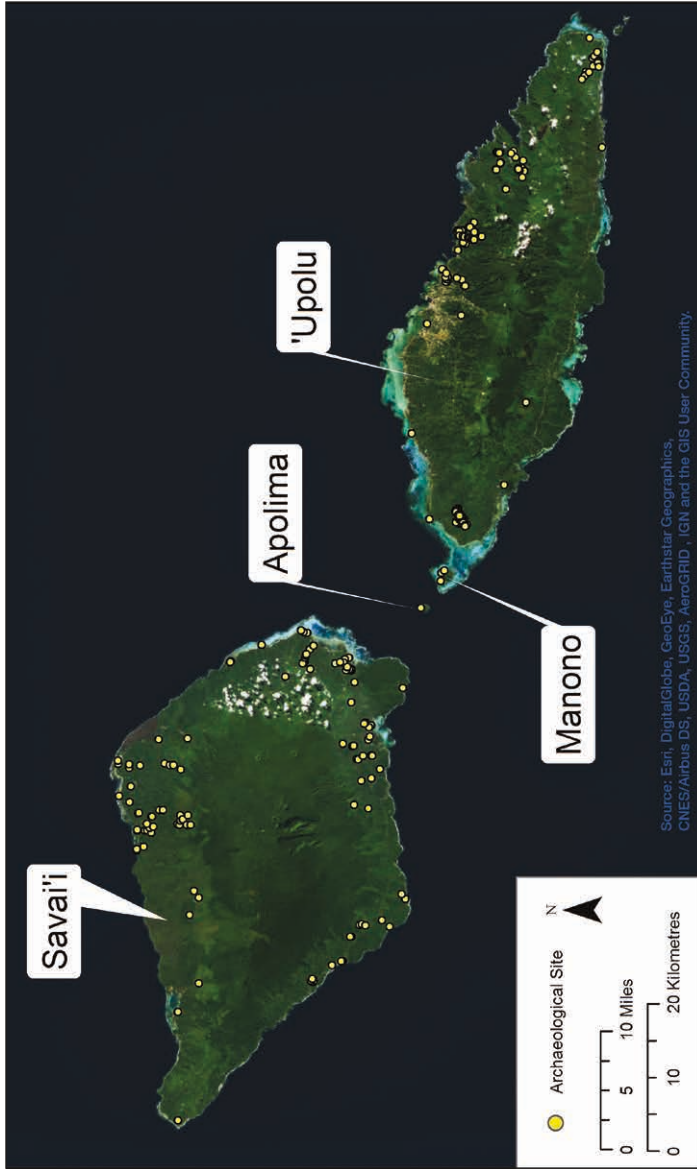 Savai'i
Apolima
'Upolu
Manono
Archaeological Site
N
0 5 10 Miles
0 10 20 Kilometres
Source: Esri, DigitalGlobe, GeoEye, Earthstar Geographics,
CNES/Airbus DS, USDA, USGS, AeroGRID , IGN and the GIS User Community.